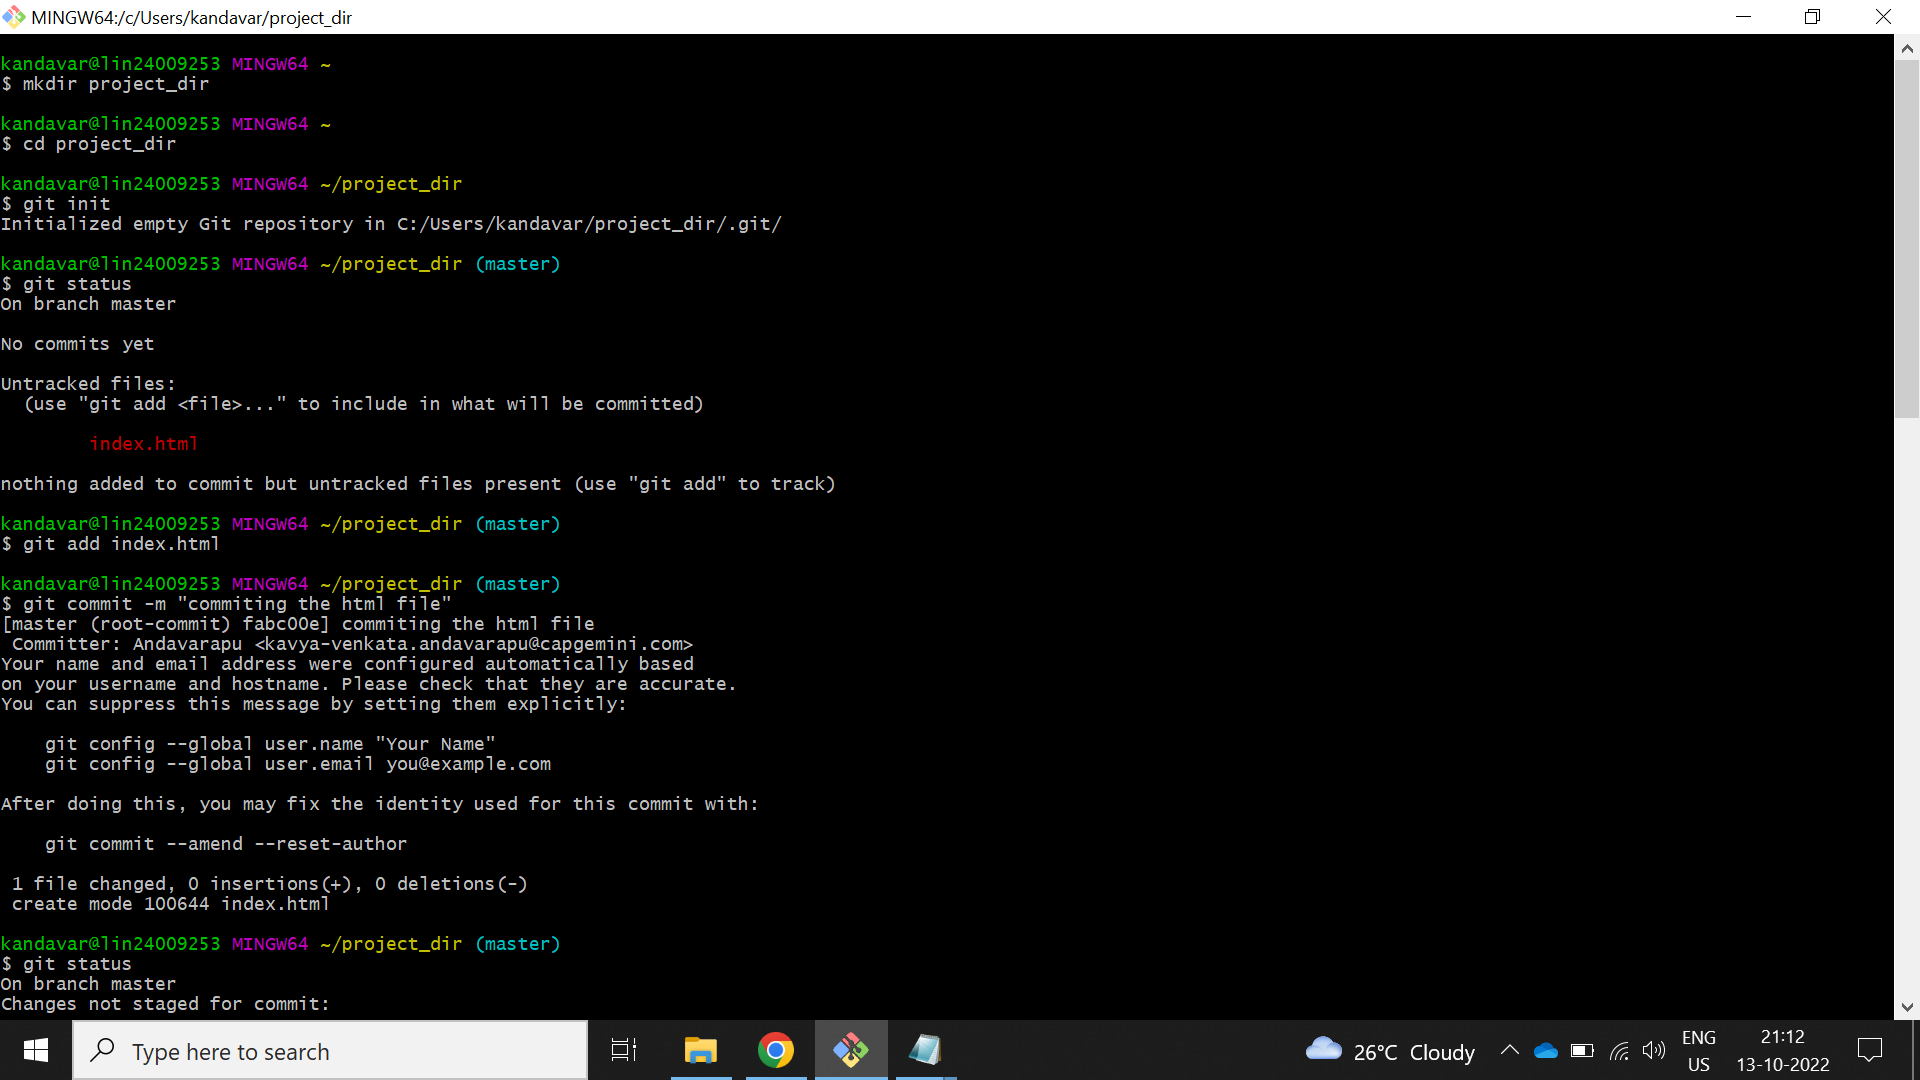 MINGW64:/c/Users/kandavar/project_dir
kandavar@lin24009253 MINGW64 ~
$ mkdir project_dir
kandavar@lin24009253 MINGW64 ~
$ cd project_dir
kandavar@lin24009253 MINGW64 ~/project_dir
$ git init
Initialized empty Git repository in C:/Users/kandavar/project_dir/.git/
kandavar@lin24009253 MINGW64 ~/project_dir (master)
$ git status
On branch master
No commits yet
Untracked files:
  (use "git add <file>..." to include in what will be committed)
        index.html
nothing added to commit but untracked files present (use "git add" to track)
kandavar@lin24009253 MINGW64 ~/project_dir (master)
$ git add index.html
kandavar@lin24009253 MINGW64 ~/project_dir (master)
$ git commit -m "commiting the html file"
[master (root-commit) fabc00e] commiting the html file
 Committer: Andavarapu <kavya-venkata.andavarapu@capgemini.com>
Your name and email address were configured automatically based
on your username and hostname. Please check that they are accurate.
You can suppress this message by setting them explicitly:
    git config --global user.name "Your Name"
    git config --global user.email you@example.com
After doing this, you may fix the identity used for this commit with:
    git commit --amend --reset-author
 1 file changed, 0 insertions(+), 0 deletions(-)
 create mode 100644 index.html
kandavar@lin24009253 MINGW64 ~/project_dir (master)
$ git status
On branch master
Changes not staged for commit:
Type here to search
26°C Cloudy
ENG
US
21:12
13-10-2022